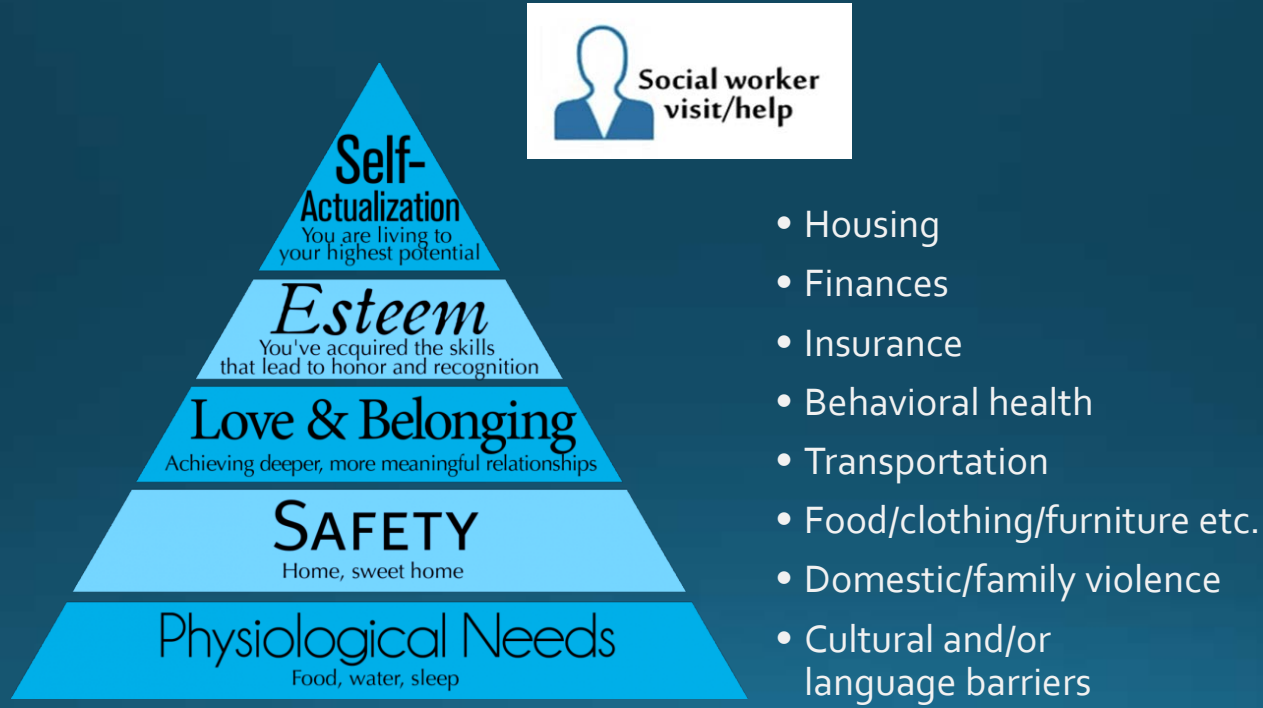 Social worker
visit/help
Self-
Actualization
You are living to
your highest potential
Esteem
You've acquired the skills
that lead to honor and recognition
Love & Belonging
Achieving deeper, more meaningful relationships
SAFETY
Home, sweet home
Physiological Needs
Food, water, sleep
• Housing
• Finances
• Insurance
• Behavioral health
• Transportation
• Food/clothing/furniture etc.
• Domestic/family violence
• Cultural and/or
language barriers